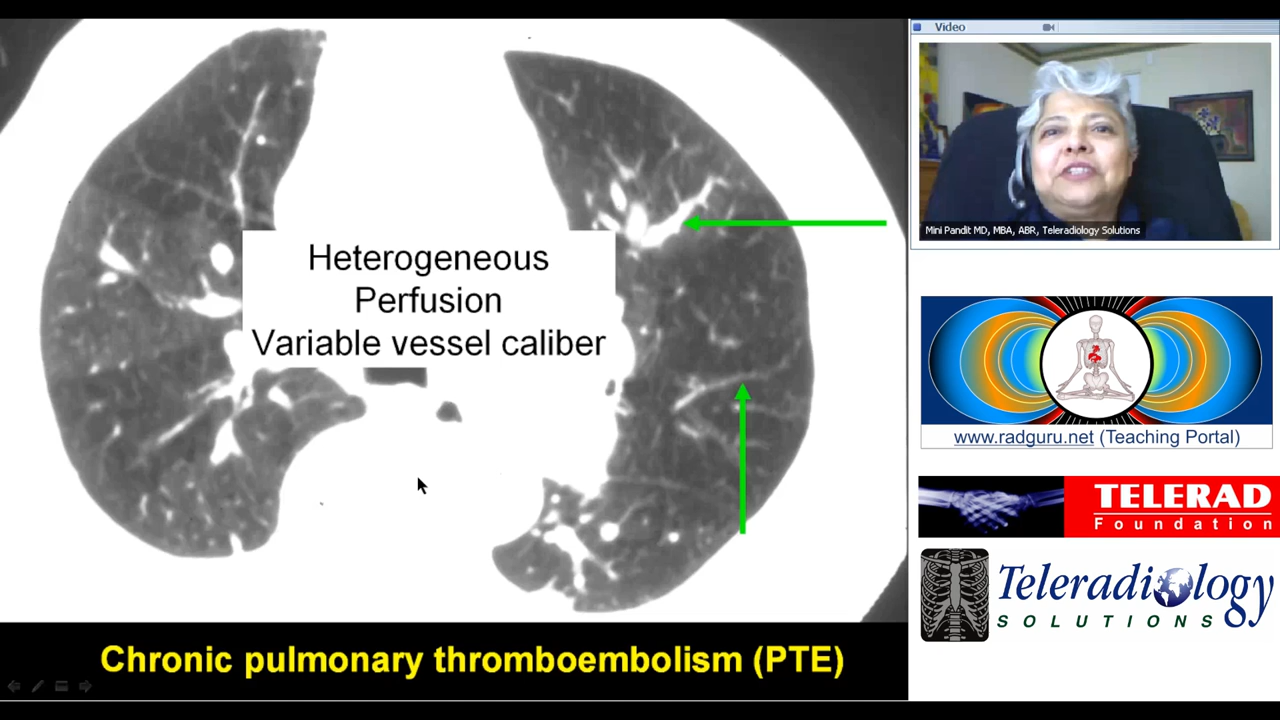 Heterogeneous
Perfusion
Variable vessel caliber
Chronic pulmonary thromboembolism (PTE)
Video
Mini Pandit MD, MBA, ABR, Teleradiology Solutions
www.radguru.net (Teaching Portal)
TELERAD
Foundation
Teleradiology
SOLUTIONS